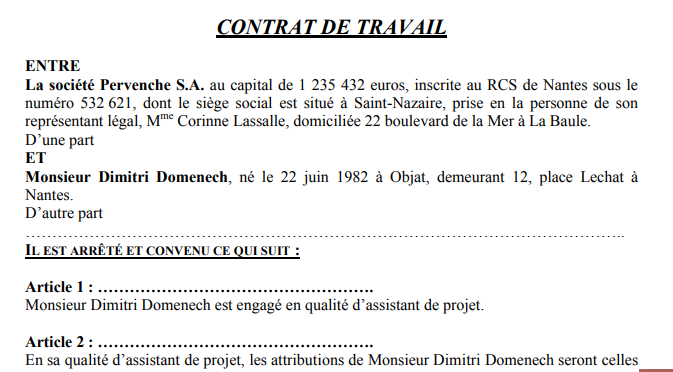 CONTRAT DE TRAVAIL
ENTRE
La société Pervenche S.A. au capital de 1 235 432 euros, inscrite au RCS de Nantes sous le
numéro 532 621, dont le siège social est situé à Saint-Nazaire, prise en la personne de son
représentant légal, Mme Corinne Lassalle, domiciliée 22 boulevard de la Mer à La Baule.
D’une part
ET
Monsieur Dimitri Domenech, né le 22 juin 1982 à Objat, demeurant 12, place Lechat à
Nantes.
D’autre part
…………………………………………………………………………………………………….
IL EST ARRÊTÉ ET CONVENU CE QUI SUIT :
Article 1 : …………………………………………….
Monsieur Dimitri Domenech est engagé en qualité d’assistant de projet.
Article 2 : …………………………………………….
En sa qualité d’assistant de projet, les attributions de Monsieur Dimitri Domenech seront celles